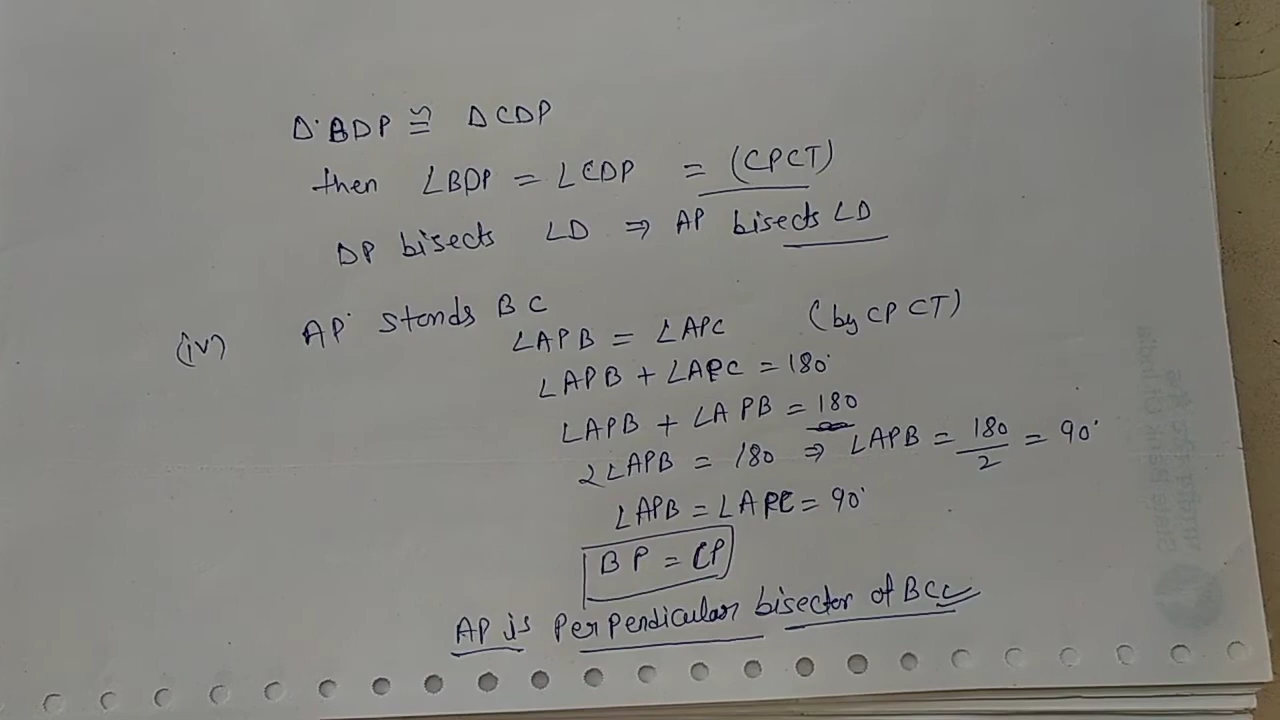 Δ BDP ≅ Δ CDP
then ∠BDP = ∠CDP = (CPCT)
DP bisects ∠D ⇒ AP bisects ∠D
(iv) AP stands BC
∠APB = ∠APC (by CPCT)
∠APB + ∠APC = 180°
∠APB + ∠APB = 180
2∠APB = 180 ⇒ ∠APB = 180/2 = 90°
∠APB = ∠APC = 90°
BP = CP
AP is Perpendicular bisector of BC